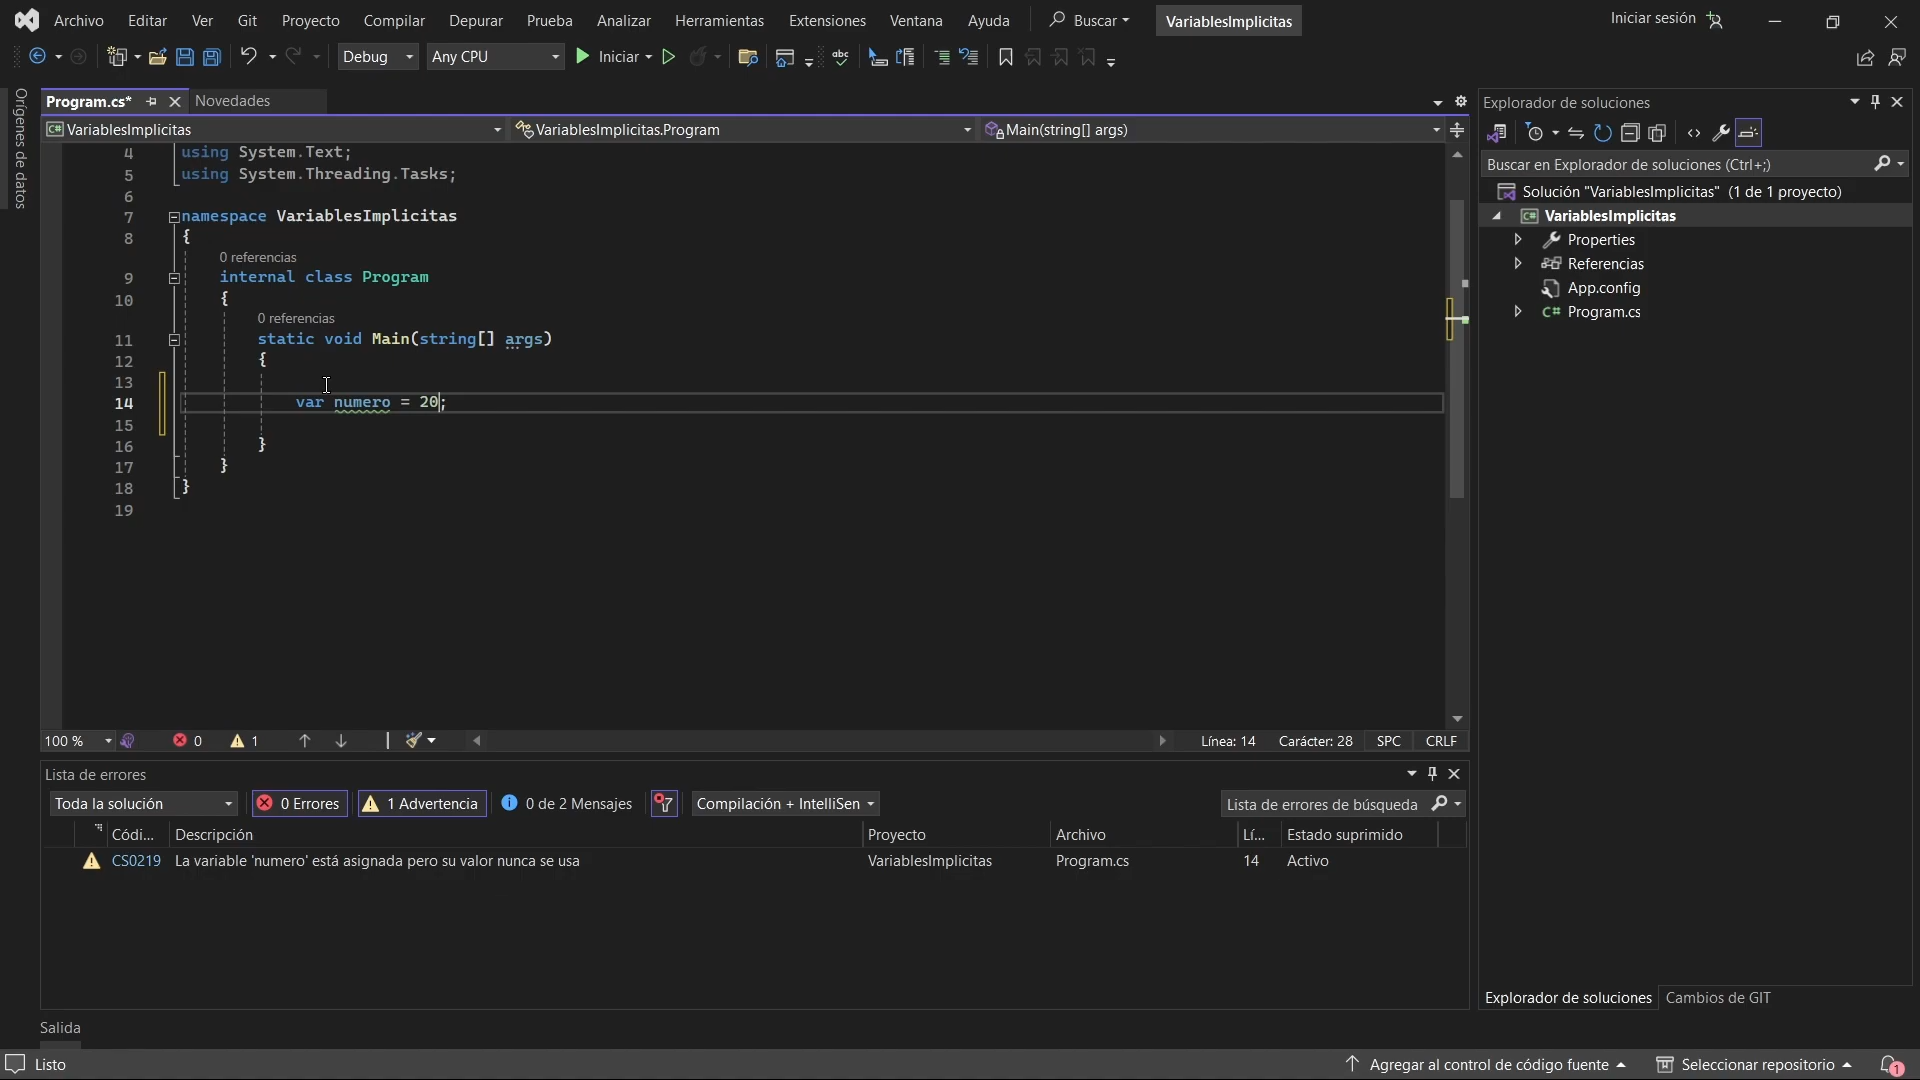 Archivo Editar Ver Git Proyecto Compilar Depurar Prueba Analizar Herramientas Extensiones Ventana Ayuda Buscar VariablesImplicitas Iniciar sesión
Debug Any CPU Iniciar abc
Orígenes de datos
Program.cs* Novedades
C# VariablesImplicitas VariablesImplicitas.Program Main(string[] args)
4 using System.Text;
5 using System.Threading.Tasks;
6
7 namespace VariablesImplicitas
8 {
0 referencias
9 internal class Program
10 {
0 referencias
11 static void Main(string[] args)
12 {
13
14 var numero = 20;
15
16 }
17 }
18 }
19
100 % 0 1 Línea: 14 Carácter: 28 SPC CRLF
Lista de errores
Toda la solución 0 Errores 1 Advertencia 0 de 2 Mensajes Compilación + IntelliSen Lista de errores de búsqueda
Códi... Descripción Proyecto Archivo Lí... Estado suprimido
CS0219 La variable 'numero' está asignada pero su valor nunca se usa VariablesImplicitas Program.cs 14 Activo
Explorador de soluciones
Buscar en Explorador de soluciones (Ctrl+;)
Solución "VariablesImplicitas" (1 de 1 proyecto)
C# VariablesImplicitas
Properties
Referencias
App.config
C# Program.cs
Explorador de soluciones Cambios de GIT
Salida
Listo Agregar al control de código fuente Seleccionar repositorio 1